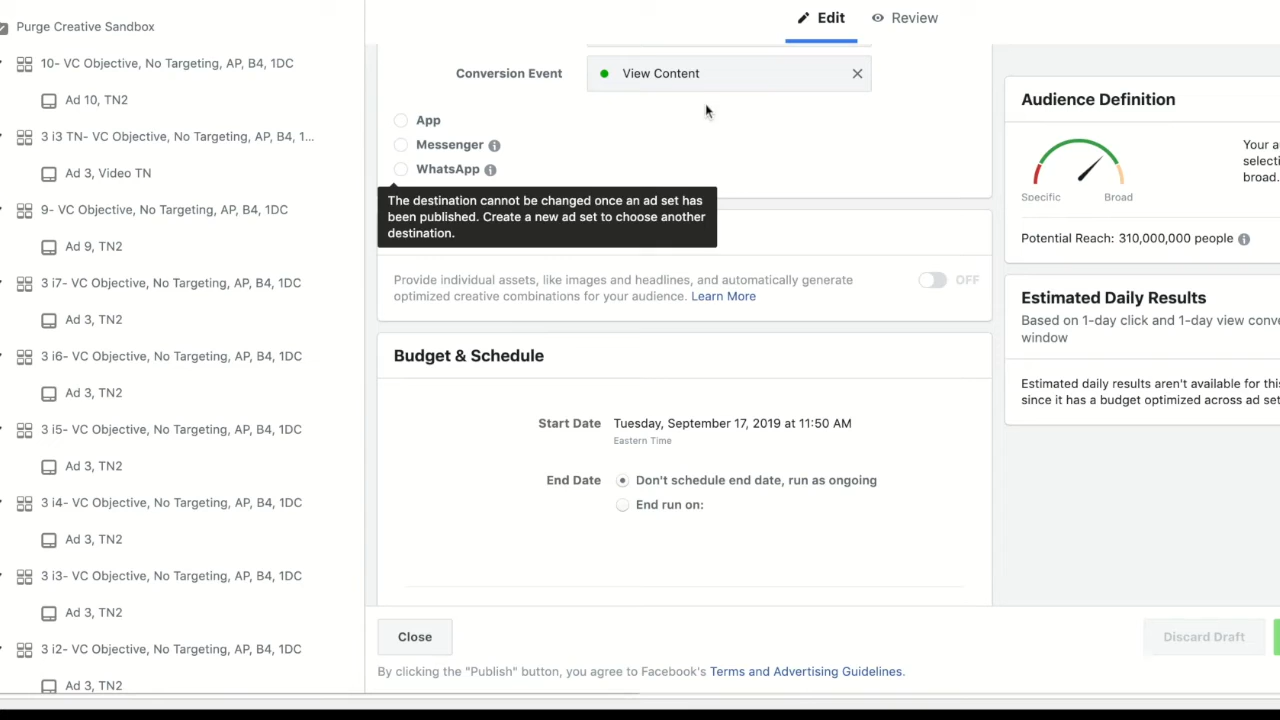 Purge Creative Sandbox
10- VC Objective, No Targeting, AP, B4, 1DC
Ad 10, TN2
3 i3 TN- VC Objective, No Targeting, AP, B4, 1...
Ad 3, Video TN
9- VC Objective, No Targeting, AP, B4, 1DC
Ad 9, TN2
3 i7- VC Objective, No Targeting, AP, B4, 1DC
Ad 3, TN2
3 i6- VC Objective, No Targeting, AP, B4, 1DC
Ad 3, TN2
3 i5- VC Objective, No Targeting, AP, B4, 1DC
Ad 3, TN2
3 i4- VC Objective, No Targeting, AP, B4, 1DC
Ad 3, TN2
3 i3- VC Objective, No Targeting, AP, B4, 1DC
Ad 3, TN2
3 i2- VC Objective, No Targeting, AP, B4, 1DC
Ad 3, TN2
Edit
Review
Conversion Event
View Content
App
Messenger
WhatsApp
The destination cannot be changed once an ad set has
been published. Create a new ad set to choose another
destination.
Provide individual assets, like images and headlines, and automatically generate
optimized creative combinations for your audience. Learn More
OFF
Budget & Schedule
Start Date
Tuesday, September 17, 2019 at 11:50 AM
Eastern Time
End Date
Don't schedule end date, run as ongoing
End run on:
Close
Discard Draft
By clicking the "Publish" button, you agree to Facebook's Terms and Advertising Guidelines.
Audience Definition
Specific
Broad
Your a
selecti
broad.
Potential Reach: 310,000,000 people
Estimated Daily Results
Based on 1-day click and 1-day view conve
window
Estimated daily results aren't available for this
since it has a budget optimized across ad set